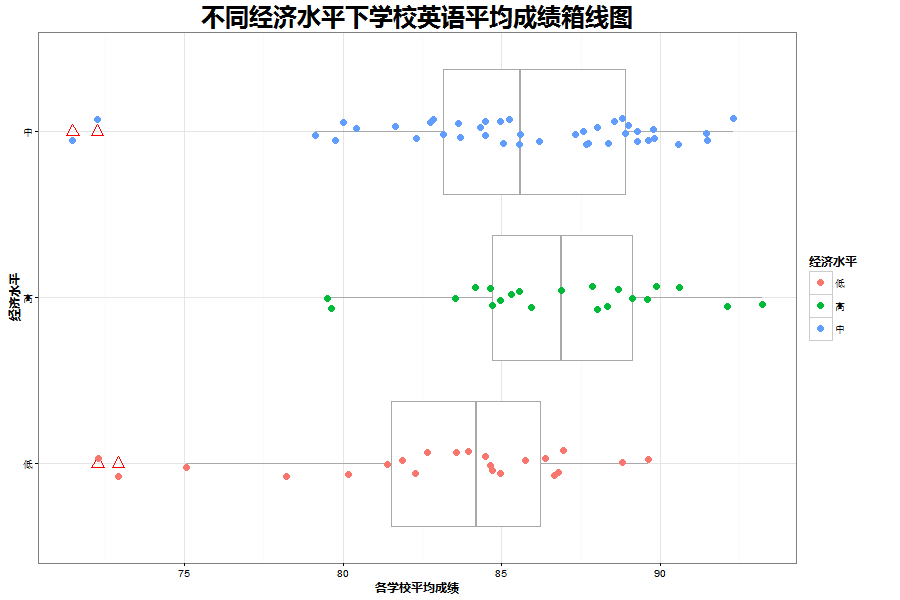 不同经济水平下学校英语平均成绩箱线图
中
高
低
经济水平
75 80 85 90
各学校平均成绩
经济水平
低
高
中